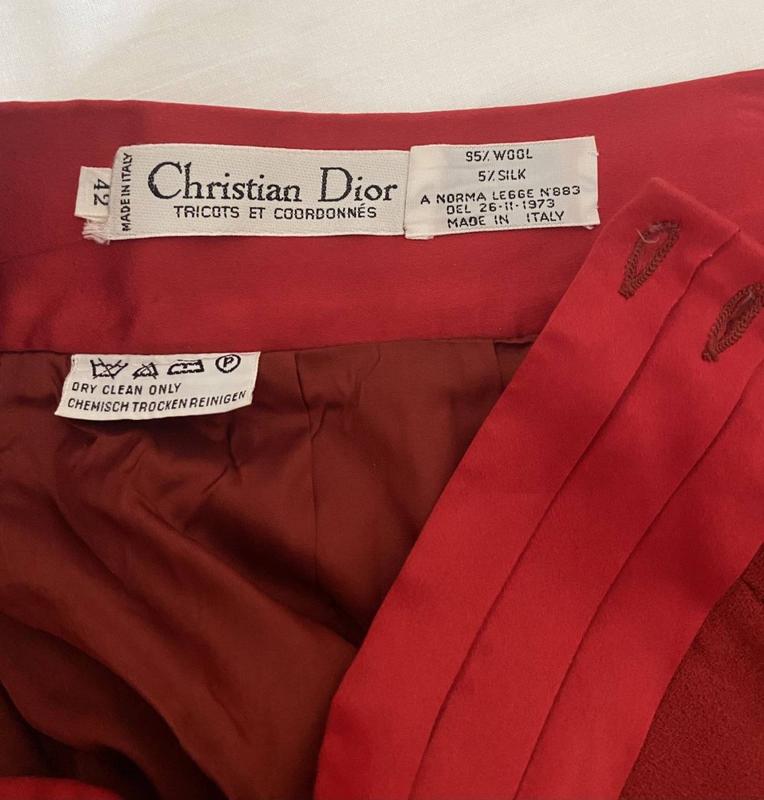 42
MADE IN ITALY
Christian Dior
TRICOTS ET COORDONNÉS
95% WOOL
5% SILK
A NORMA LEGGE N°883
DEL 26-11-1973
MADE IN ITALY
P
DRY CLEAN ONLY
CHEMISCH TROCKEN REINIGEN